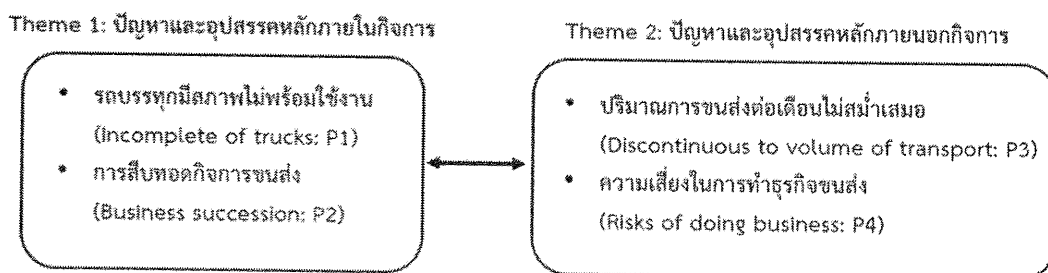 Theme 1: ปัญหาและอุปสรรคหลักภายในกิจการ
• รถบรรทุกมีสภาพไม่พร้อมใช้งาน
(Incomplete of trucks: P1)
• การสืบทอดกิจการขนส่ง
(Business succession: P2)
Theme 2: ปัญหาและอุปสรรคหลักภายนอกกิจการ
• ปริมาณการขนส่งต่อเดือนไม่สม่ำเสมอ
(Discontinuous to volume of transport: P3)
• ความเสี่ยงในการทำธุรกิจขนส่ง
(Risks of doing business: P4)